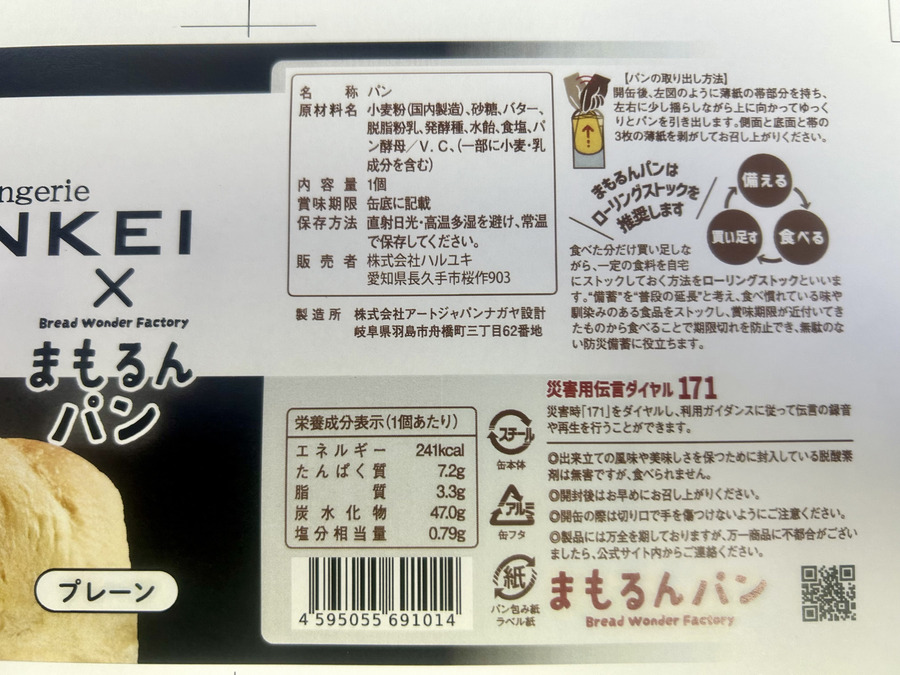 ngerie
NKEI
×
Bread Wonder Factory
まもるん
パン
プレーン
名称 パン
原材料名 小麦粉(国内製造)、砂糖、バター、
脱脂粉乳、発酵種、水飴、食塩、パ
ン酵母/V.C、(一部に小麦・乳
成分を含む)
内容量 1個
賞味期限 缶底に記載
保存方法 直射日光・高温多湿を避け、常温
で保存してください。
販売者 株式会社ハルユキ
愛知県長久手市桜作903
製造所 株式会社アートジャパンナガヤ設計
岐阜県羽島市舟橋町三丁目62番地
【パンの取り出し方法】
開缶後、左図のように薄紙の帯部分を持ち、
左右に少し揺らしながら上に向かってゆっく
りとパンを引き出します。側面と底面と帯の
3枚の薄紙を剥がしてお召し上がりください。
まもるんパンは
ローリングストックを
推奨します
備える
買い足す
食べる
食べた分だけ買い足しな
がら、一定の食料を自宅
にストックしておく方法をローリングストックといいま
す。“備蓄”を“普段の延長”と考え、食べ慣れている味や
馴染みのある食品をストックし、賞味期限が近付いてき
たものから食べることで期限切れを防止でき、無駄のな
い防災備蓄に役立ちます。
栄養成分表示(1個あたり)
エネルギー 241kcal
たんぱく質 7.2g
脂質 3.3g
炭水化物 47.0g
塩分相当量 0.79g
4 595055 691014
スチール
缶本体
アルミ
缶フタ
紙
パン包み紙
ラベル紙
災害用伝言ダイヤル171
災害時「171」をダイヤルし、利用ガイダンスに従って伝言の録音
や再生を行うことができます。
◎出来立ての風味や美味しさを保つために封入している脱酸素
剤は無害ですが、食べられません。
◎開封後はお早めにお召し上がりください。
◎開缶の際は切り口で手を傷つけないようにご注意ください。
◎製品には万全を期しておりますが、万一商品に不都合がござい
ましたら、公式サイト内からご連絡ください。
まもるんパン
Bread Wonder Factory